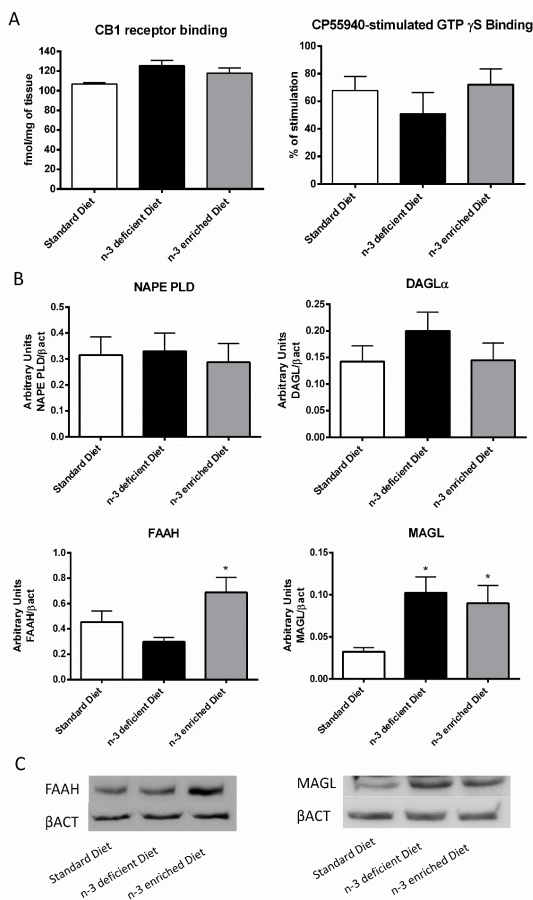 A
CB1 receptor binding
fmol/mg of tissue
140
120
100
80
60
40
20
0
Standard Diet
n-3 deficient Diet
n-3 enriched Diet
CP55940-stimulated GTP γS Binding
% of stimulation
100
80
60
40
20
0
Standard Diet
n-3 deficient Diet
n-3 enriched Diet
B
NAPE PLD
Arbitrary Units
NAPE PLD/βact
0.5
0.4
0.3
0.2
0.1
0.0
Standard Diet
n-3 deficient Diet
n-3 enriched Diet
DAGLα
Arbitrary Units
DAGL/βact
0.25
0.20
0.15
0.10
0.05
0.00
Standard Diet
n-3 deficient Diet
n-3 enriched Diet
FAAH
Arbitrary Units
FAAH/βact
1.0
0.8
0.6
0.4
0.2
0.0
*
Standard Diet
n-3 deficient Diet
n-3 enriched Diet
MAGL
Arbitrary Units
MAGL/βact
0.15
0.10
0.05
0.00
*
*
Standard Diet
n-3 deficient Diet
n-3 enriched Diet
C
FAAH
βACT
Standard Diet
n-3 deficient Diet
n-3 enriched Diet
MAGL
βACT
Standard Diet
n-3 deficient Diet
n-3 enriched Diet